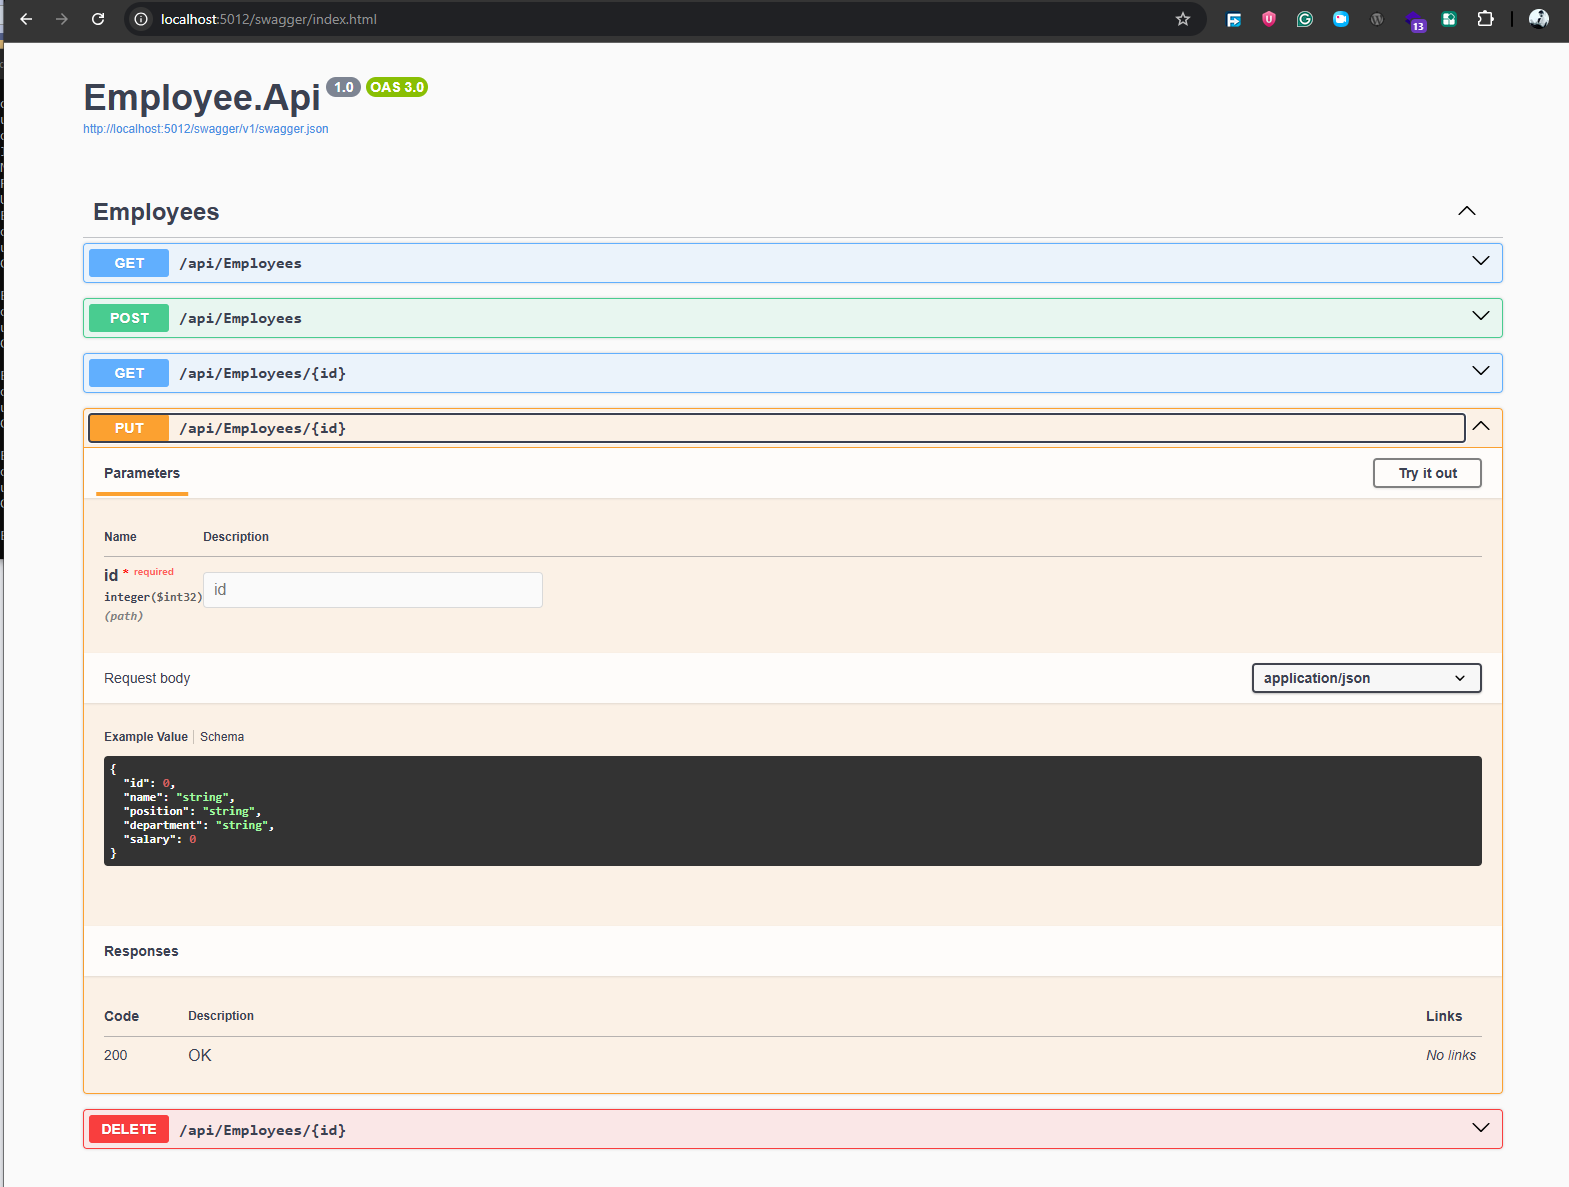 localhost:5012/swagger/index.html
13
Employee.Api 1.0 OAS 3.0
http://localhost:5012/swagger/v1/swagger.json
Employees
GET /api/Employees
POST /api/Employees
GET /api/Employees/{id}
PUT /api/Employees/{id}
Parameters
Try it out
Name Description
id * required
integer($int32)
(path)
id
Request body
application/json
Example Value Schema
{
"id": 0,
"name": "string",
"position": "string",
"department": "string",
"salary": 0
}
Responses
Code Description Links
200 OK No links
DELETE /api/Employees/{id}